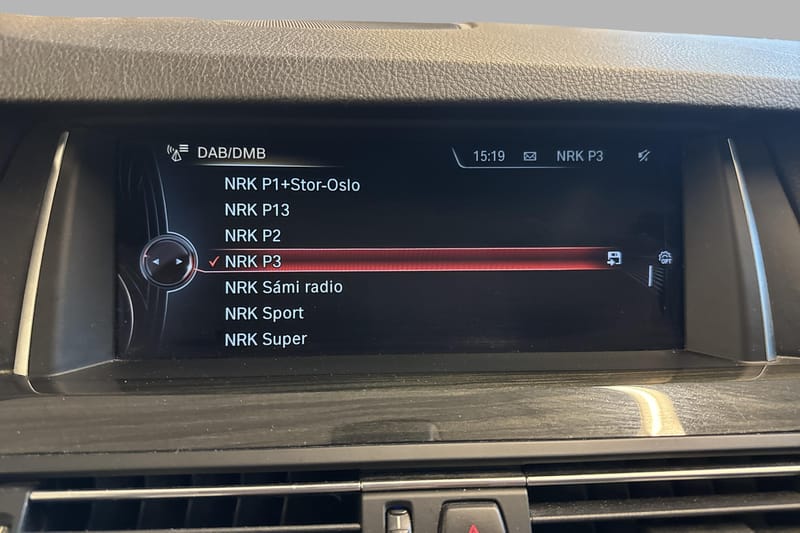 DAB/DMB
15:19 NRK P3
NRK P1+Stor-Oslo
NRK P13
NRK P2
NRK P3
NRK Sámi radio
NRK Sport
NRK Super
OPT